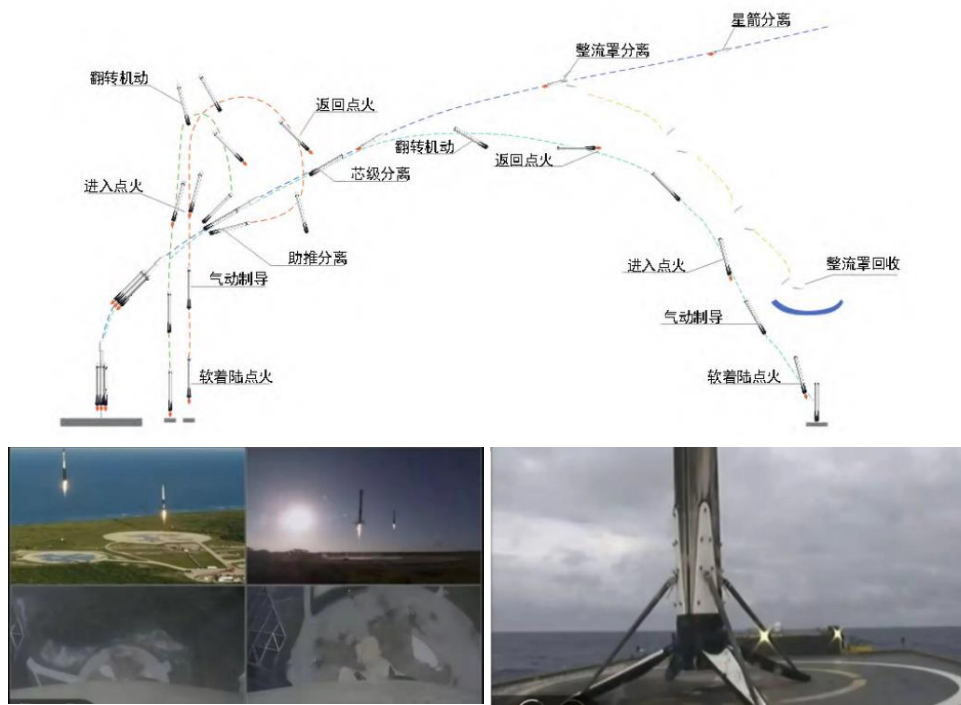 星箭分离
整流罩分离
翻转机动
返回点火
翻转机动
返回点火
芯级分离
进入点火
助推分离
进入点火
整流罩回收
气动制导
气动制导
软着陆点火
软着陆点火